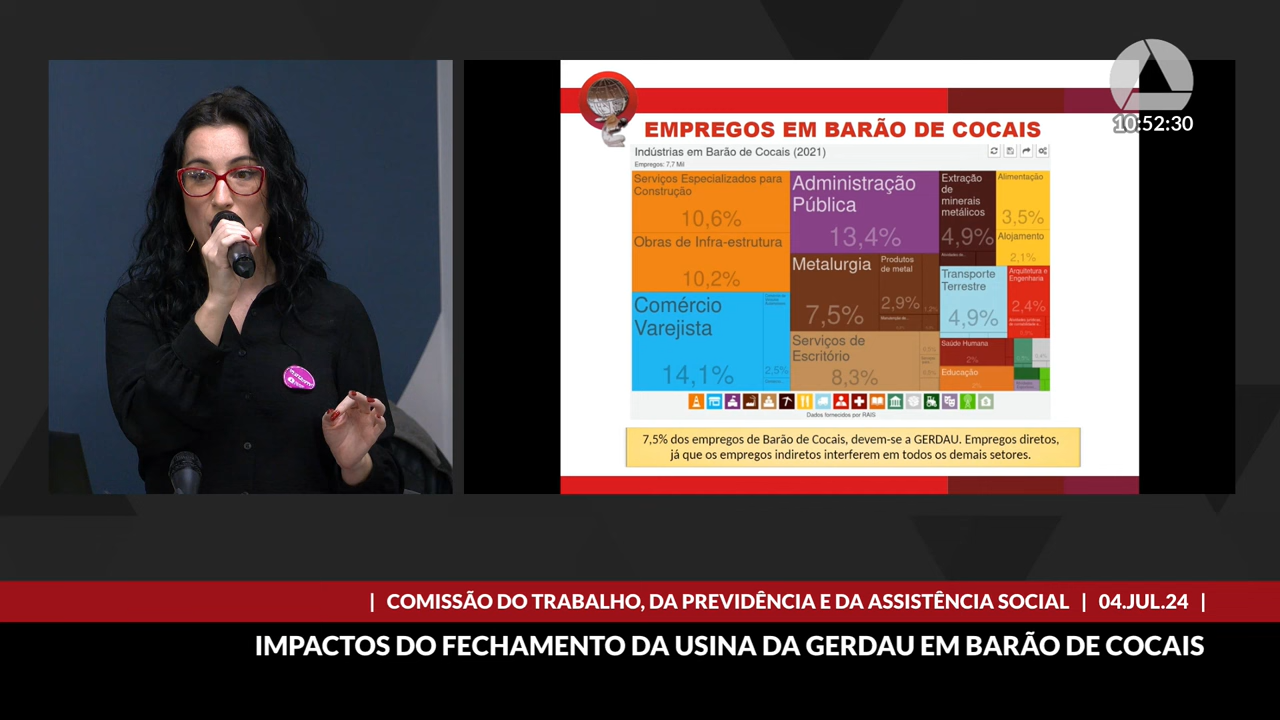 10:52:30
EMPREGOS EM BARÃO DE COCAIS
Indústrias em Barão de Cocais (2021)
Empregos: 7,7 Mil
Serviços Especializados para
Construção
10,6%
Obras de Infra-estrutura
10,2%
Comércio
Varejista
14,1%
2,5%
Administração
Pública
13,4%
Metalurgia
7,5%
Produtos
de metal
2,9%
Serviços de
Escritório
8,3%
Extração
de
minerais
metálicos
4,9%
Alimentação
3,5%
Alojamento
2,1%
Transporte
Terrestre
4,9%
Arquitetura e
Engenharia
2,4%
Saúde Humana
2%
Educação
Dados fornecidos por RAIS
7,5% dos empregos de Barão de Cocais, devem-se a GERDAU. Empregos diretos,
já que os empregos indiretos interferem em todos os demais setores.
| COMISSÃO DO TRABALHO, DA PREVIDÊNCIA E DA ASSISTÊNCIA SOCIAL | 04.JUL.24 |
IMPACTOS DO FECHAMENTO DA USINA DA GERDAU EM BARÃO DE COCAIS